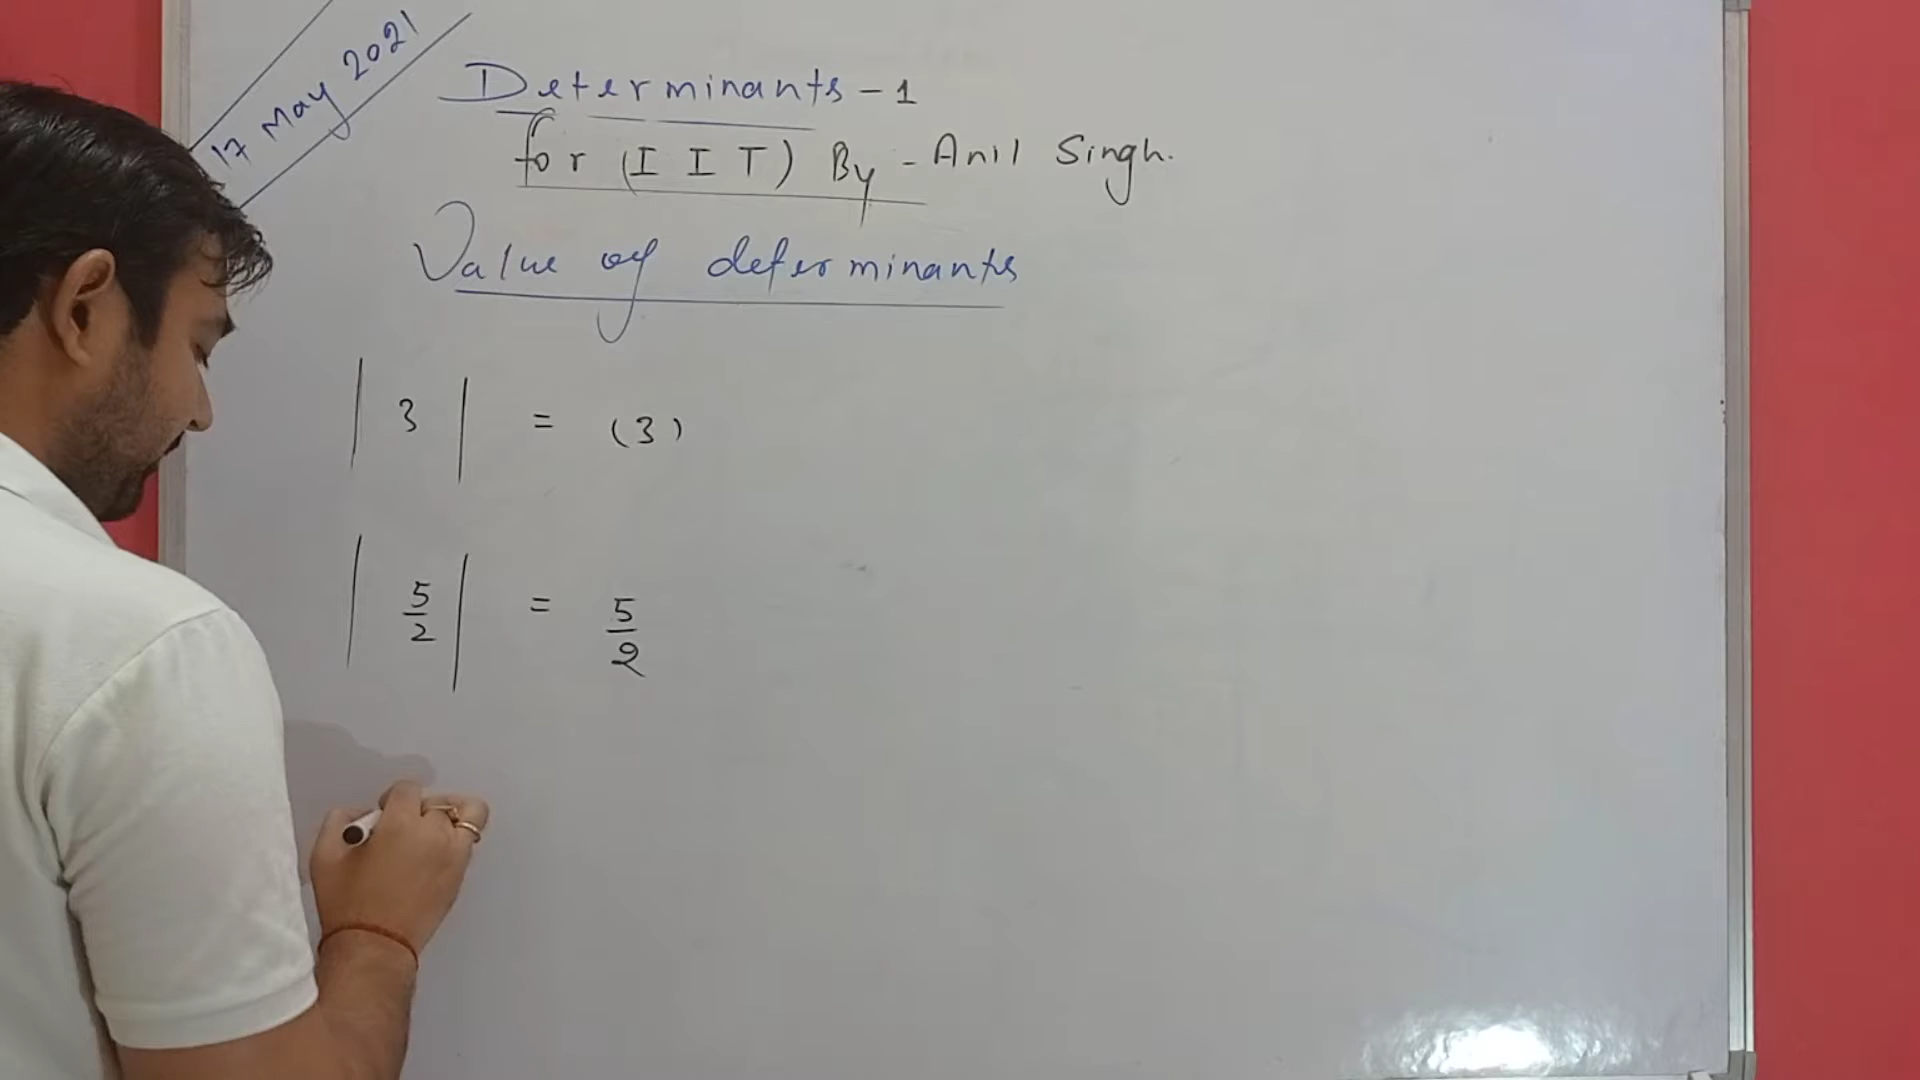 17 May 2021
Determinants - 1
for (IIT) By - Anil Singh.
Value of determinants
| 3 | = (3)
| 5/2 | = 5/2